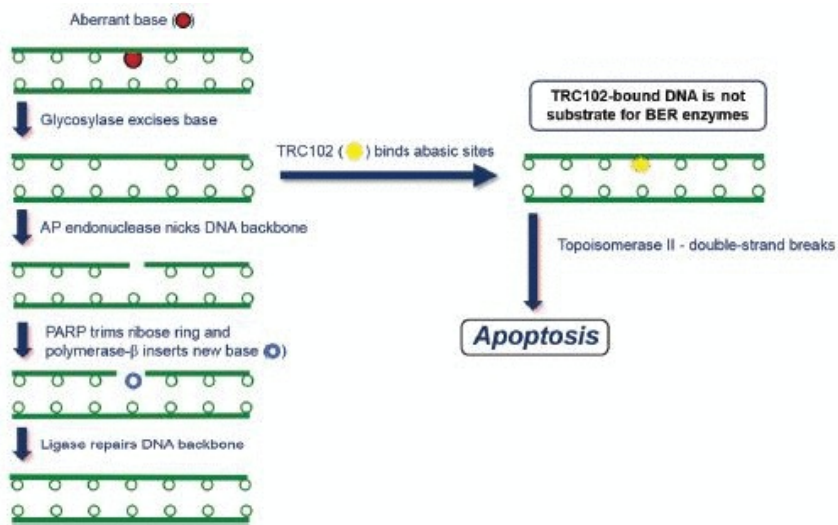 Aberrant base ( )
Glycosylase excises base
TRC102 ( ) binds abasic sites
TRC102-bound DNA is not
substrate for BER enzymes
AP endonuclease nicks DNA backbone
Topoisomerase II - double-strand breaks
Apoptosis
PARP trims ribose ring and
polymerase-β inserts new base ( )
Ligase repairs DNA backbone